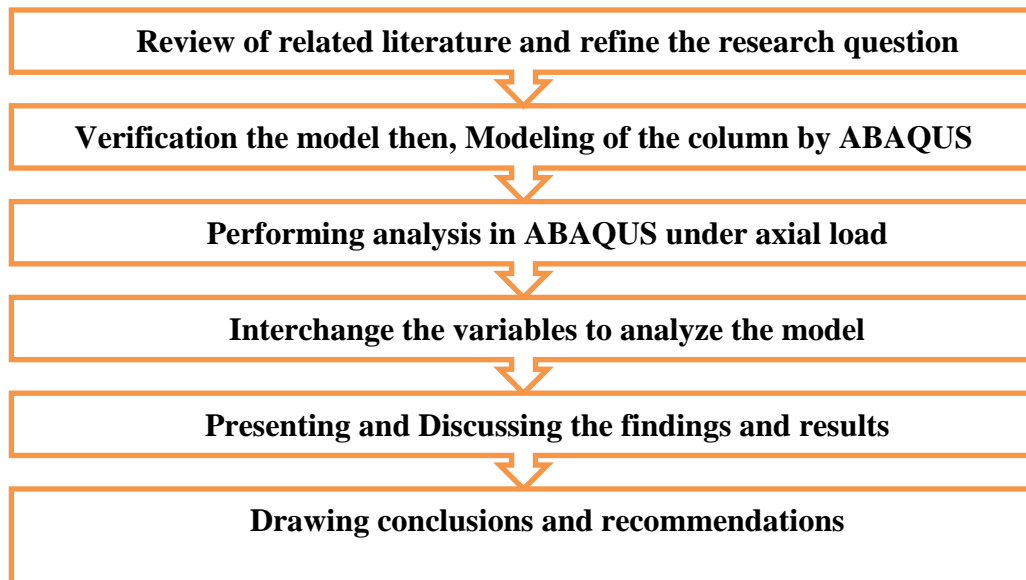 Review of related literature and refine the research question
Verification the model then, Modeling of the column by ABAQUS
Performing analysis in ABAQUS under axial load
Interchange the variables to analyze the model
Presenting and Discussing the findings and results
Drawing conclusions and recommendations